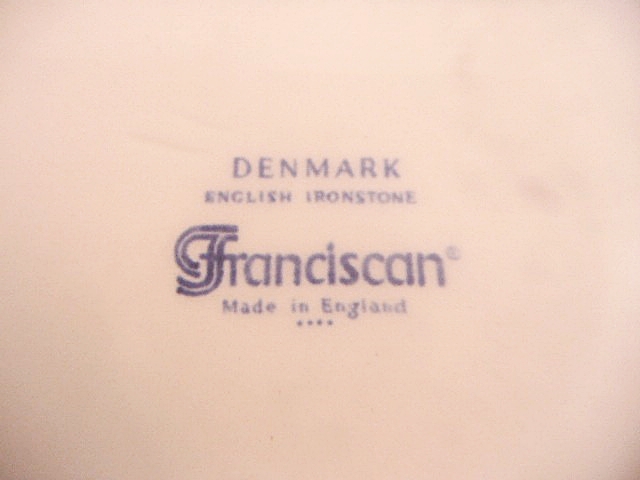 DENMARK
ENGLISH IRONSTONE
Franciscan®
Made in England
••••